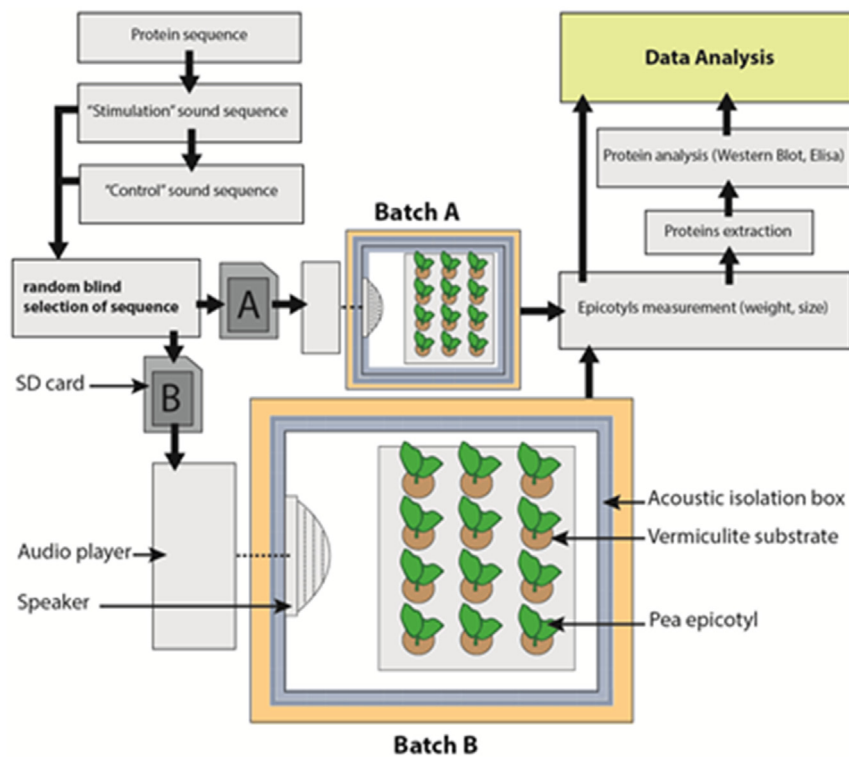 Protein sequence
"Stimulation" sound sequence
"Control" sound sequence
random blind
selection of sequence
A
Batch A
Data Analysis
Protein analysis (Western Blot, Elisa)
Proteins extraction
Epicotyls measurement (weight, size)
SD card
B
Audio player
Speaker
Acoustic isolation box
Vermiculite substrate
Pea epicotyl
Batch B